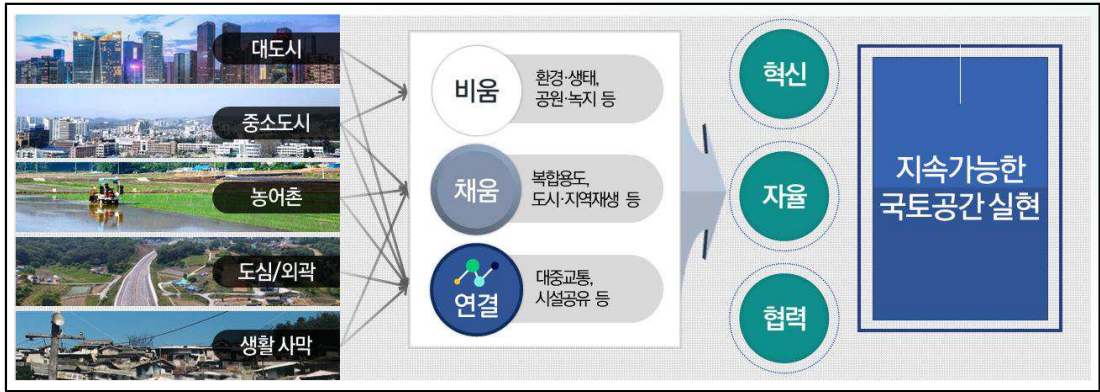 대도시
중소도시
농어촌
도심/외곽
생활 사막
비움
환경·생태,
공원·녹지 등
채움
복합용도,
도시·지역재생 등
연결
대중교통,
시설공유 등
혁신
자율
협력
지속가능한
국토공간 실현